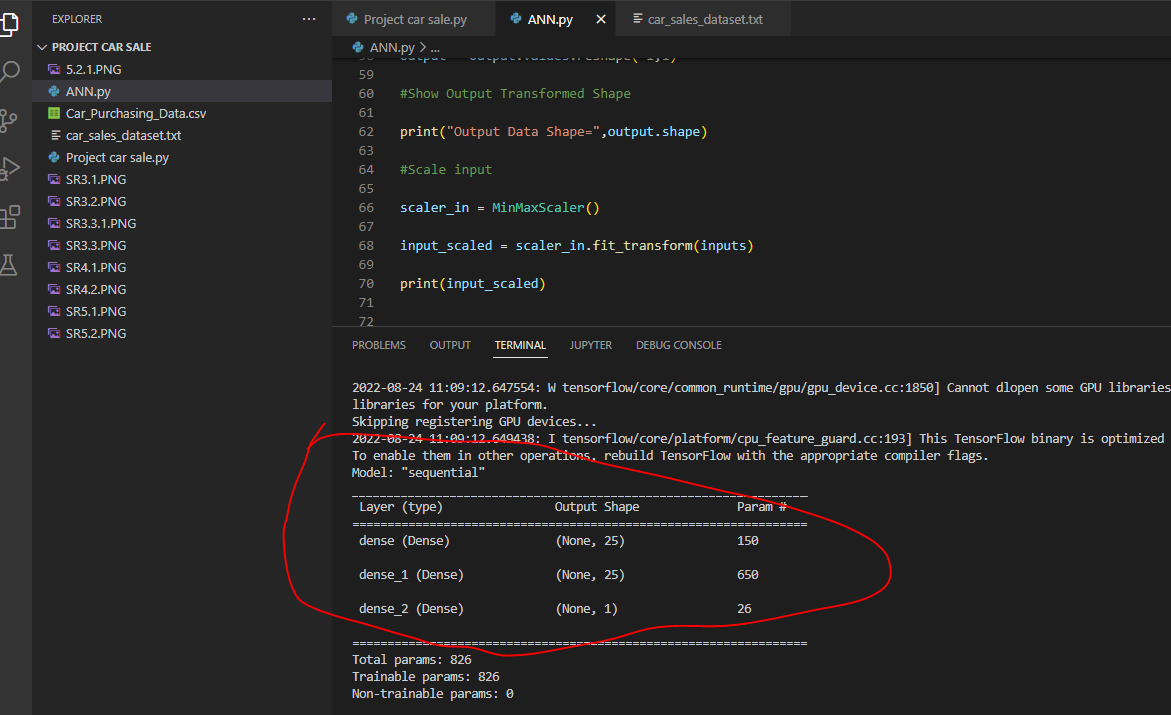 EXPLORER ...
Project car sale.py
ANN.py
car_sales_dataset.txt
PROJECT CAR SALE
5.2.1.PNG
ANN.py
Car_Purchasing_Data.csv
car_sales_dataset.txt
Project car sale.py
SR3.1.PNG
SR3.2.PNG
SR3.3.1.PNG
SR3.3.PNG
SR4.1.PNG
SR4.2.PNG
SR5.1.PNG
SR5.2.PNG
ANN.py > ...
59
60 #Show Output Transformed Shape
61
62 print("Output Data Shape=",output.shape)
63
64 #Scale input
65
66 scaler_in = MinMaxScaler()
67
68 input_scaled = scaler_in.fit_transform(inputs)
69
70 print(input_scaled)
71
72
PROBLEMS OUTPUT TERMINAL JUPYTER DEBUG CONSOLE
2022-08-24 11:09:12.647554: W tensorflow/core/common_runtime/gpu/gpu_device.cc:1850] Cannot dlopen some GPU libraries
libraries for your platform.
Skipping registering GPU devices...
2022-08-24 11:09:12.649438: I tensorflow/core/platform/cpu_feature_guard.cc:193] This TensorFlow binary is optimized
To enable them in other operations, rebuild TensorFlow with the appropriate compiler flags.
Model: "sequential"
Layer (type) Output Shape Param #
dense (Dense) (None, 25) 150
dense_1 (Dense) (None, 25) 650
dense_2 (Dense) (None, 1) 26
Total params: 826
Trainable params: 826
Non-trainable params: 0